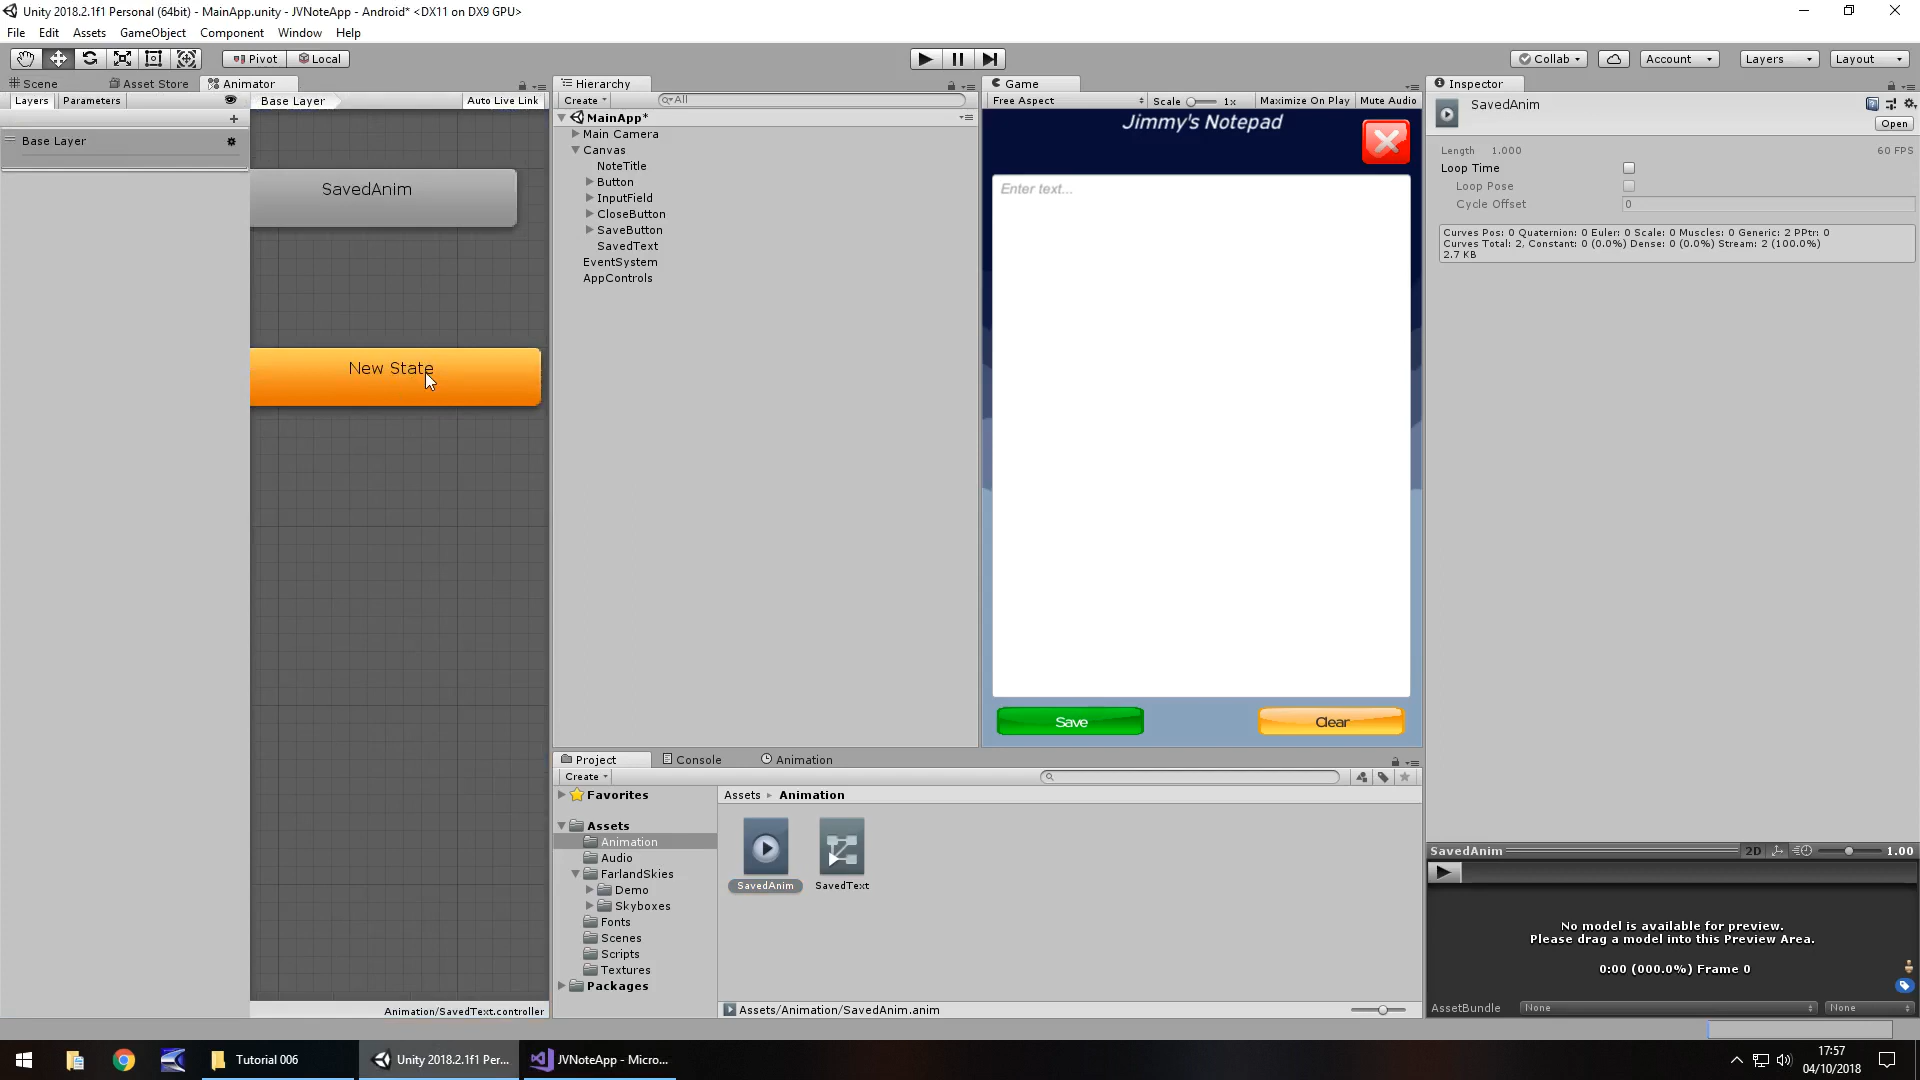 Unity 2018.2.1f1 Personal (64bit) - MainApp.unity - JVNoteApp - Android* <DX11 on DX9 GPU>
File Edit Assets GameObject Component Window Help
Pivot Local Collab Account Layers Layout
Scene Asset Store Animator
Layers Parameters Base Layer Auto Live Link
Base Layer
SavedAnim
New State
Animation/SavedText.controller
Hierarchy
Create All
MainApp*
Main Camera
Canvas
NoteTitle
Button
InputField
CloseButton
SaveButton
SavedText
EventSystem
AppControls
Game
Free Aspect Scale 1x Maximize On Play Mute Audio
Jimmy's Notepad
Enter text...
Save Clear
Project Console Animation
Create
Favorites
Assets
Animation
Audio
FarlandSkies
Demo
Skyboxes
Fonts
Scenes
Scripts
Textures
Packages
Assets Animation
SavedAnim SavedText
Assets/Animation/SavedAnim.anim
Inspector
SavedAnim
Open
Length 1.000 60 FPS
Loop Time
Loop Pose
Cycle Offset 0
Curves Pos: 0 Quaternion: 0 Euler: 0 Scale: 0 Muscles: 0 Generic: 2 PPtr: 0
Curves Total: 2, Constant: 0 (0.0%) Dense: 0 (0.0%) Stream: 2 (100.0%)
2.7 KB
SavedAnim 2D 1.00
No model is available for preview.
Please drag a model into this Preview Area.
0:00 (000.0%) Frame 0
AssetBundle None None
Tutorial 006 Unity 2018.2.1f1 Per... JVNoteApp - Micro...
17:57
04/10/2018